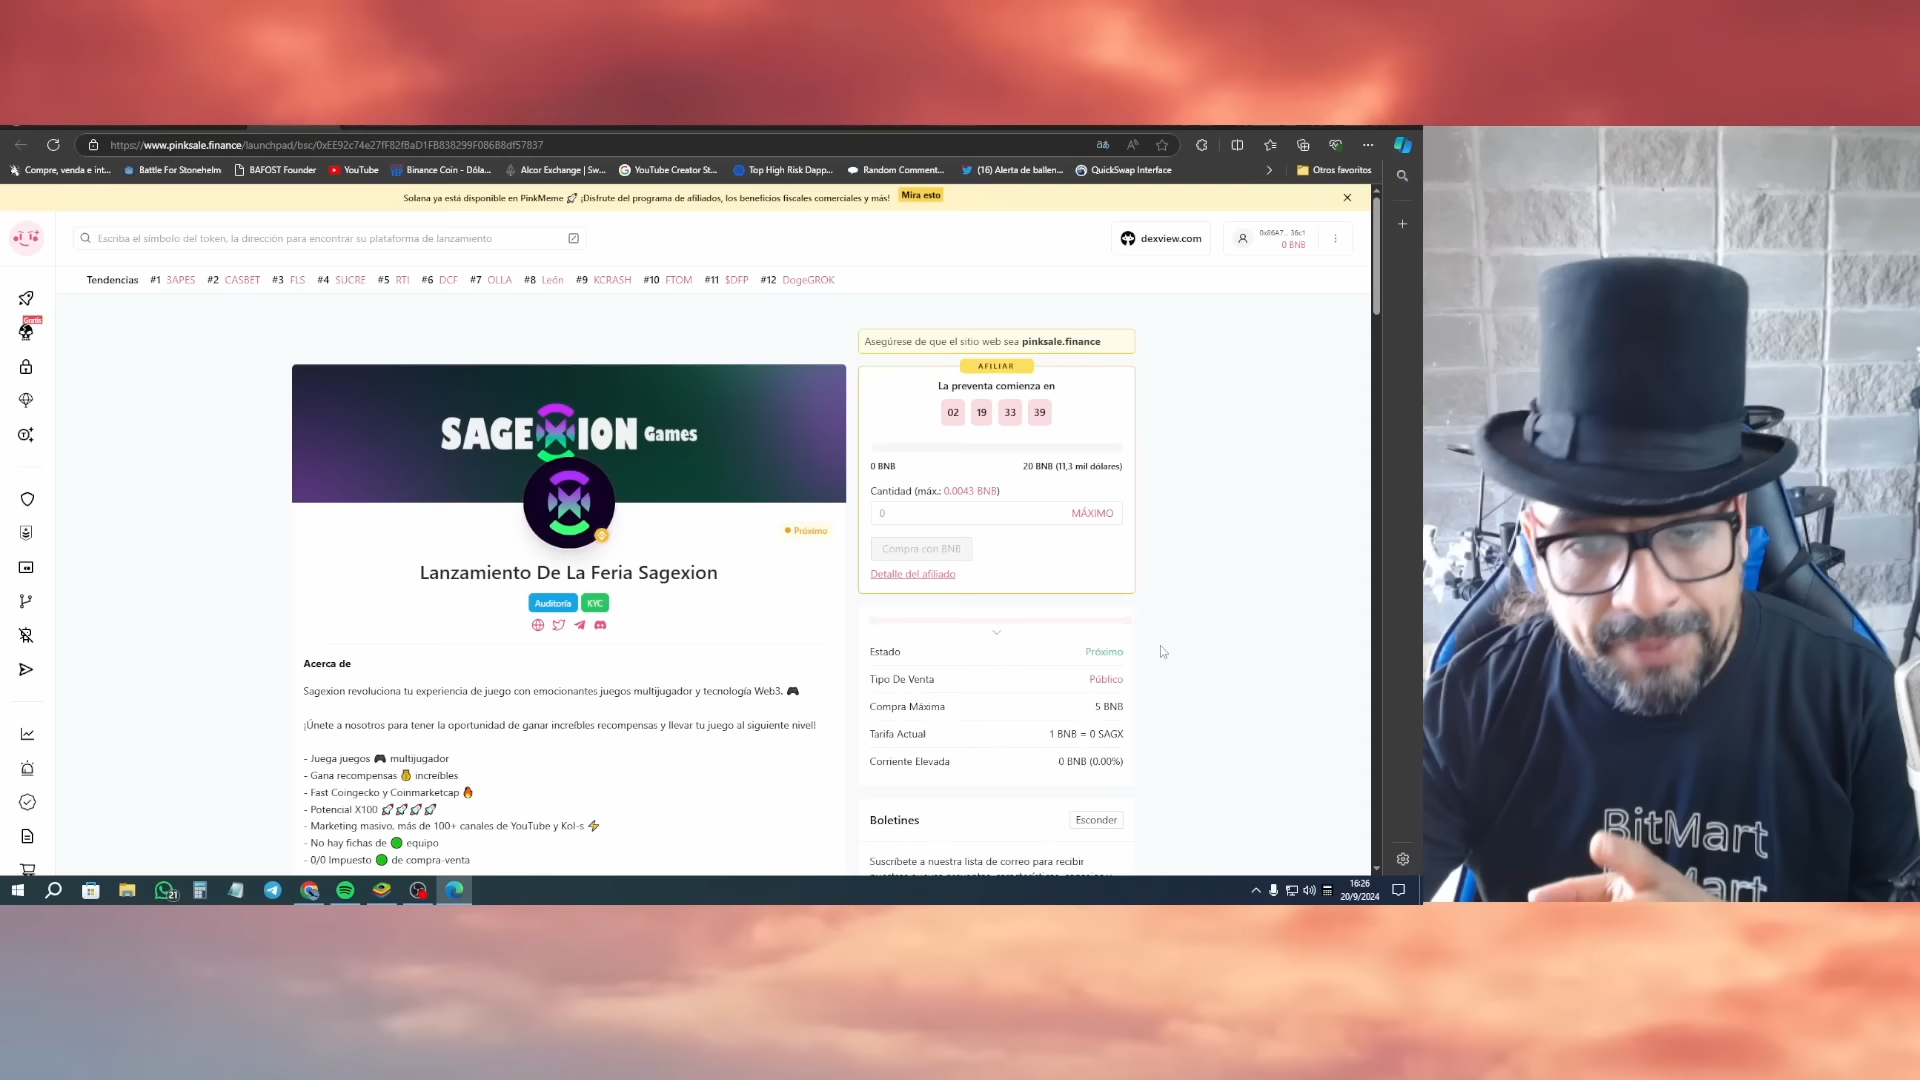 https://www.pinksale.finance/launchpad/bsc/0xEE92c74e27fF82fBaD1FB838299F08688df57837
Compre, venda e int...
Battle For Stonehelm
BAFOST Founder
YouTube
Binance Coin - Dóla...
Alcor Exchange | Sw...
YouTube Creator St...
Top High Risk Dapp...
Random Comment...
(16) Alerta de ballen...
QuickSwap Interface
Otros favoritos
Solana ya está disponible en PinkMeme 🚀 ¡Disfrute del programa de afiliados, los beneficios fiscales comerciales y más! Mira esto
Escriba el símbolo del token, la dirección para encontrar su plataforma de lanzamiento
dexview.com
0x86A7...36c1
0 BNB
Gratis
Tendencias #1 3APES #2 CASBET #3 FLS #4 SUCRE #5 RTI #6 DCF #7 OLLA #8 León #9 KCRASH #10 FTOM #11 $DFP #12 DogeGROK
SAGEXION Games
Próximo
Lanzamiento De La Feria Sagexion
Auditoría KYC
Acerca de
Sagexion revoluciona tu experiencia de juego con emocionantes juegos multijugador y tecnología Web3. 🎮
¡Únete a nosotros para tener la oportunidad de ganar increíbles recompensas y llevar tu juego al siguiente nivel!
- Juega juegos 🎮 multijugador
- Gana recompensas 💰 increíbles
- Fast Coingecko y Coinmarketcap 🔥
- Potencial X100 🚀🚀🚀🚀
- Marketing masivo, más de 100+ canales de YouTube y Kol-s ⚡
- No hay fichas de 🟢 equipo
- 0/0 Impuesto 🟢 de compra-venta
Asegúrese de que el sitio web sea pinksale.finance
AFILIAR
La preventa comienza en
02 19 33 39
0 BNB 20 BNB (11,3 mil dólares)
Cantidad (máx.: 0,0043 BNB)
0 MÁXIMO
Compra con BNB
Detalle del afiliado
Estado Próximo
Tipo De Venta Público
Compra Máxima 5 BNB
Tarifa Actual 1 BNB = 0 SAGX
Corriente Elevada 0 BNB (0.00%)
Boletines Esconder
Suscríbete a nuestra lista de correo para recibir
21
16:26
20/9/2024
BitMart